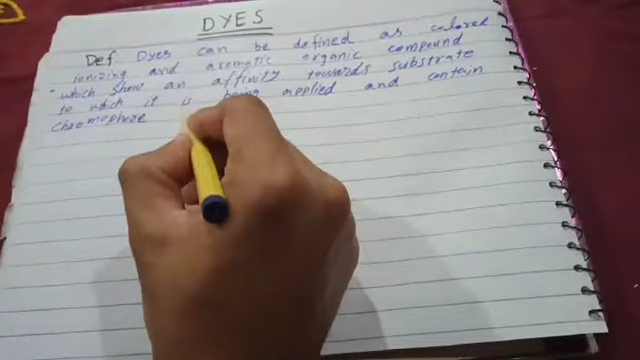 DYES
Def. Dyes can be defined as colored
ionizing and aromatic organic compound
which show an affinity towards substrate
to which it is being applied and contain
chromophore